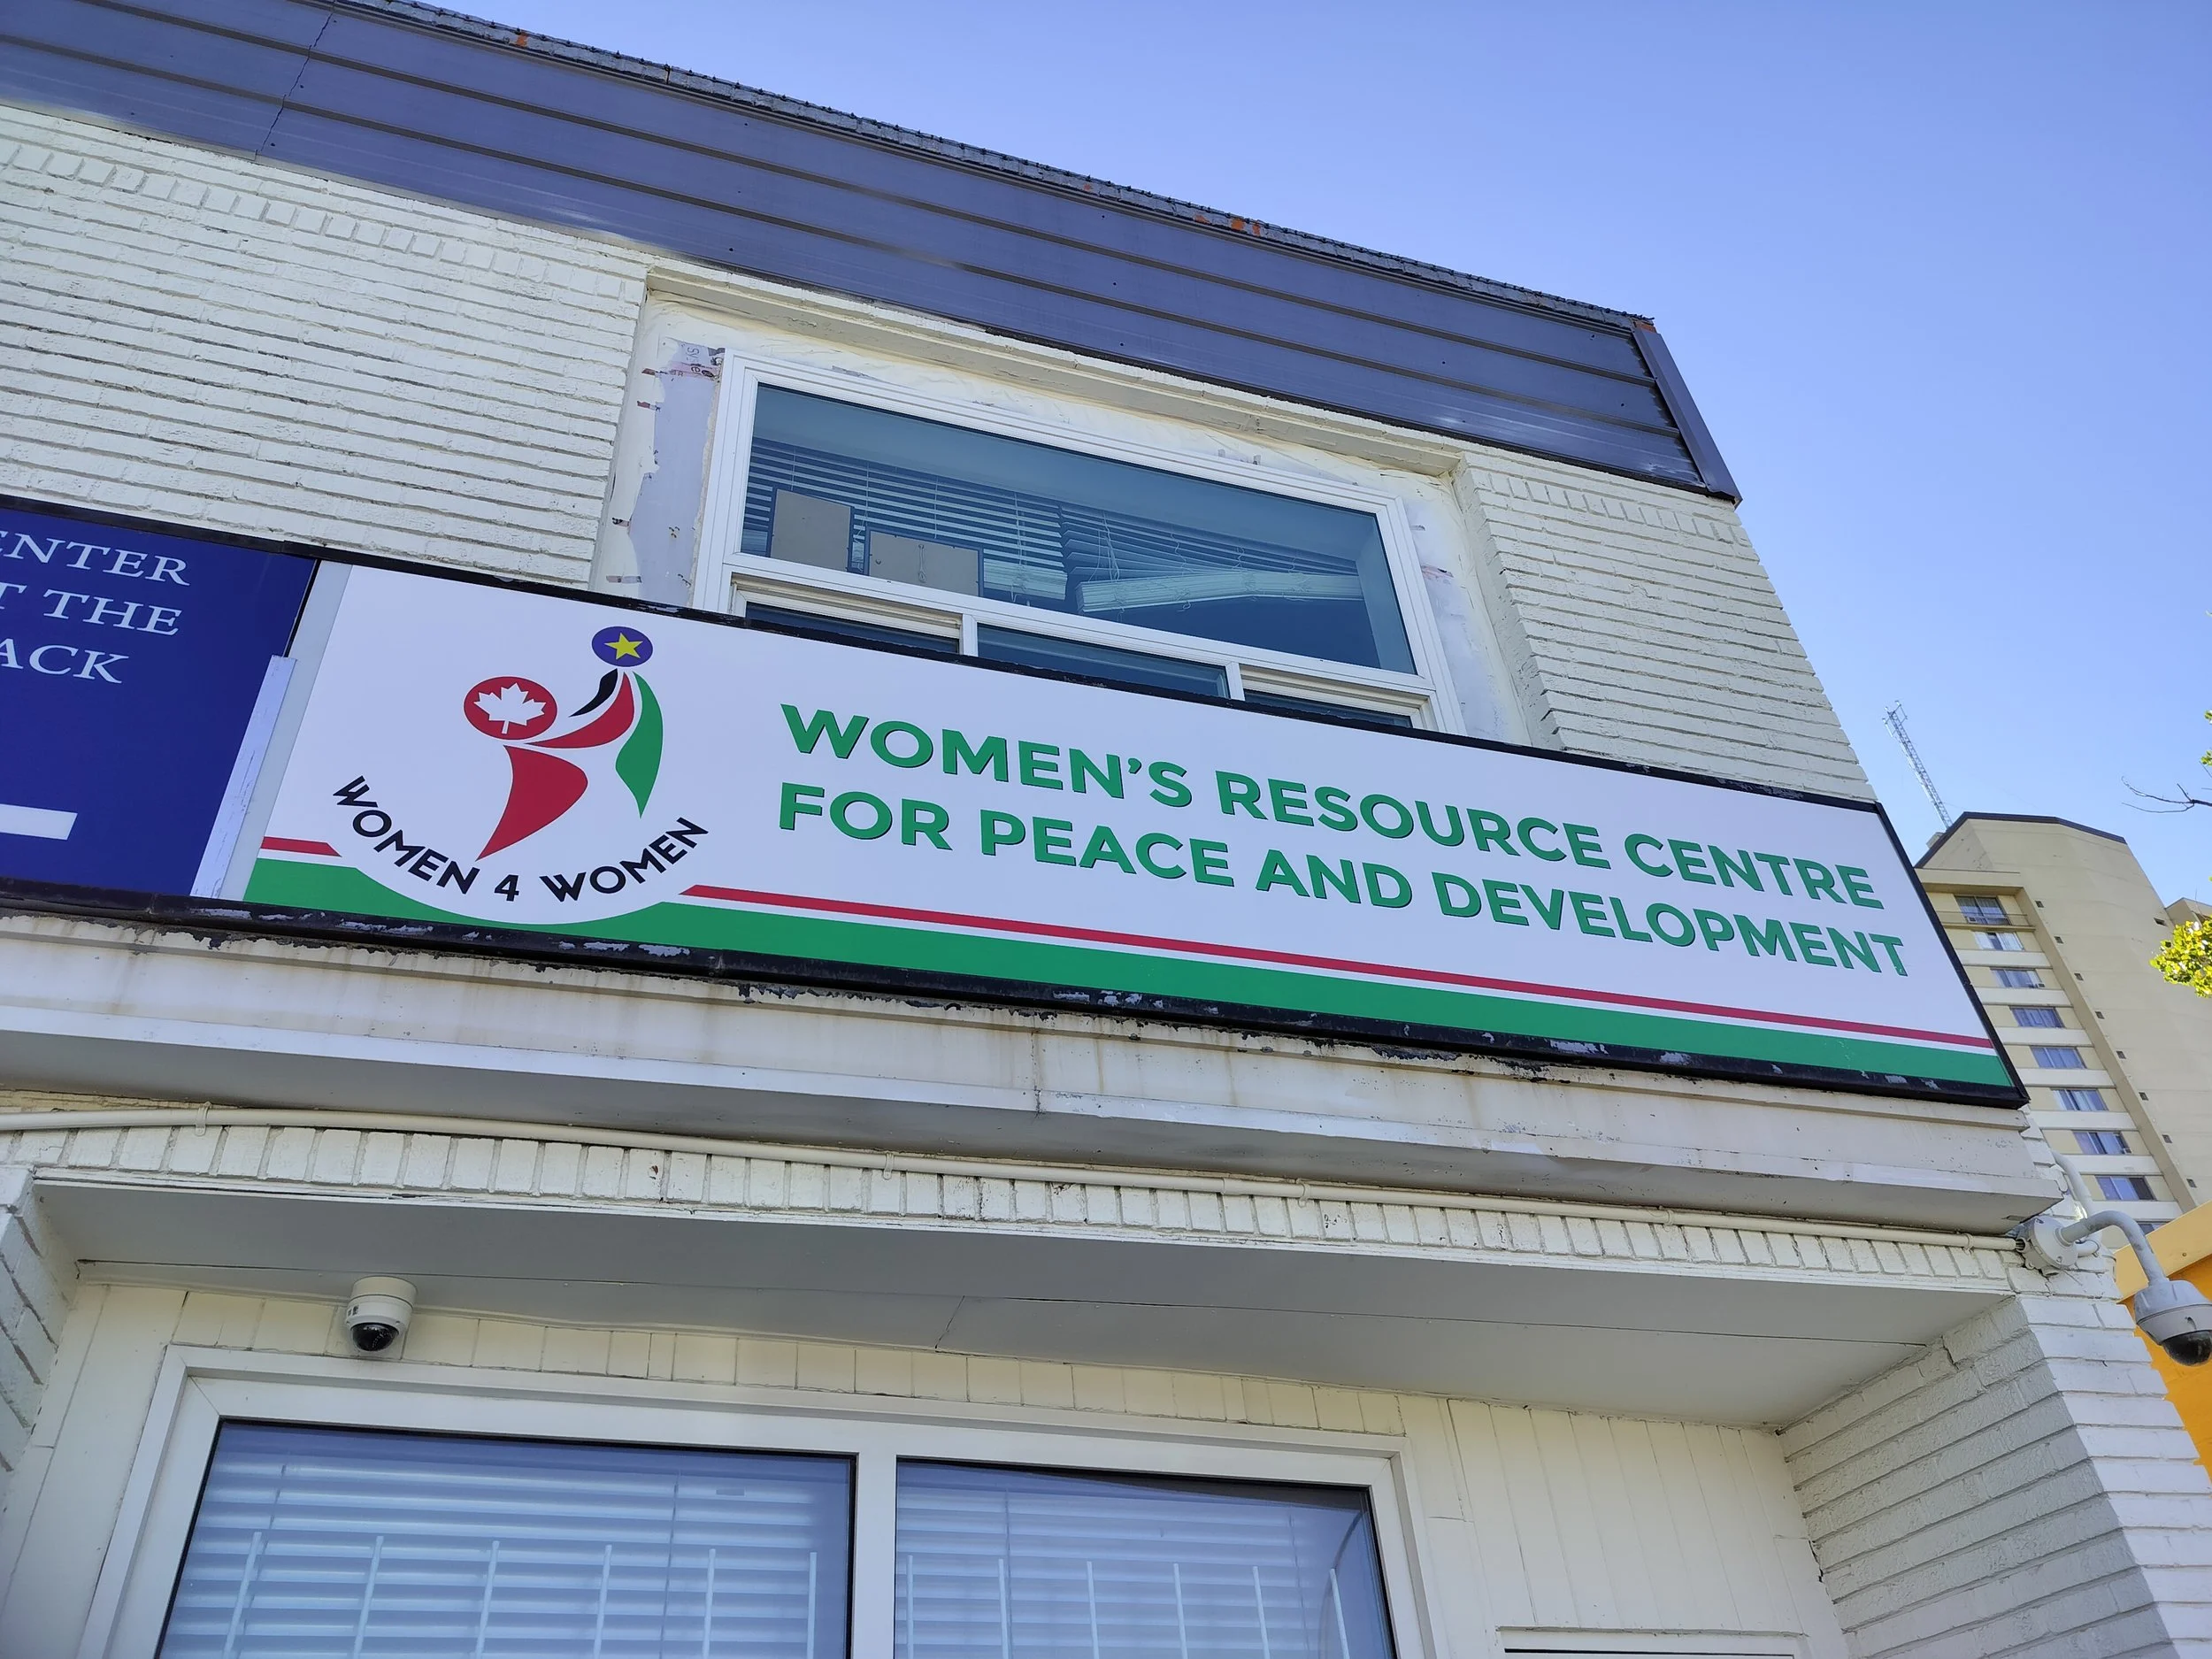 ENTER
T THE
ACK
WOMEN 4 WOMEN
WOMEN'S RESOURCE CENTRE
FOR PEACE AND DEVELOPMENT